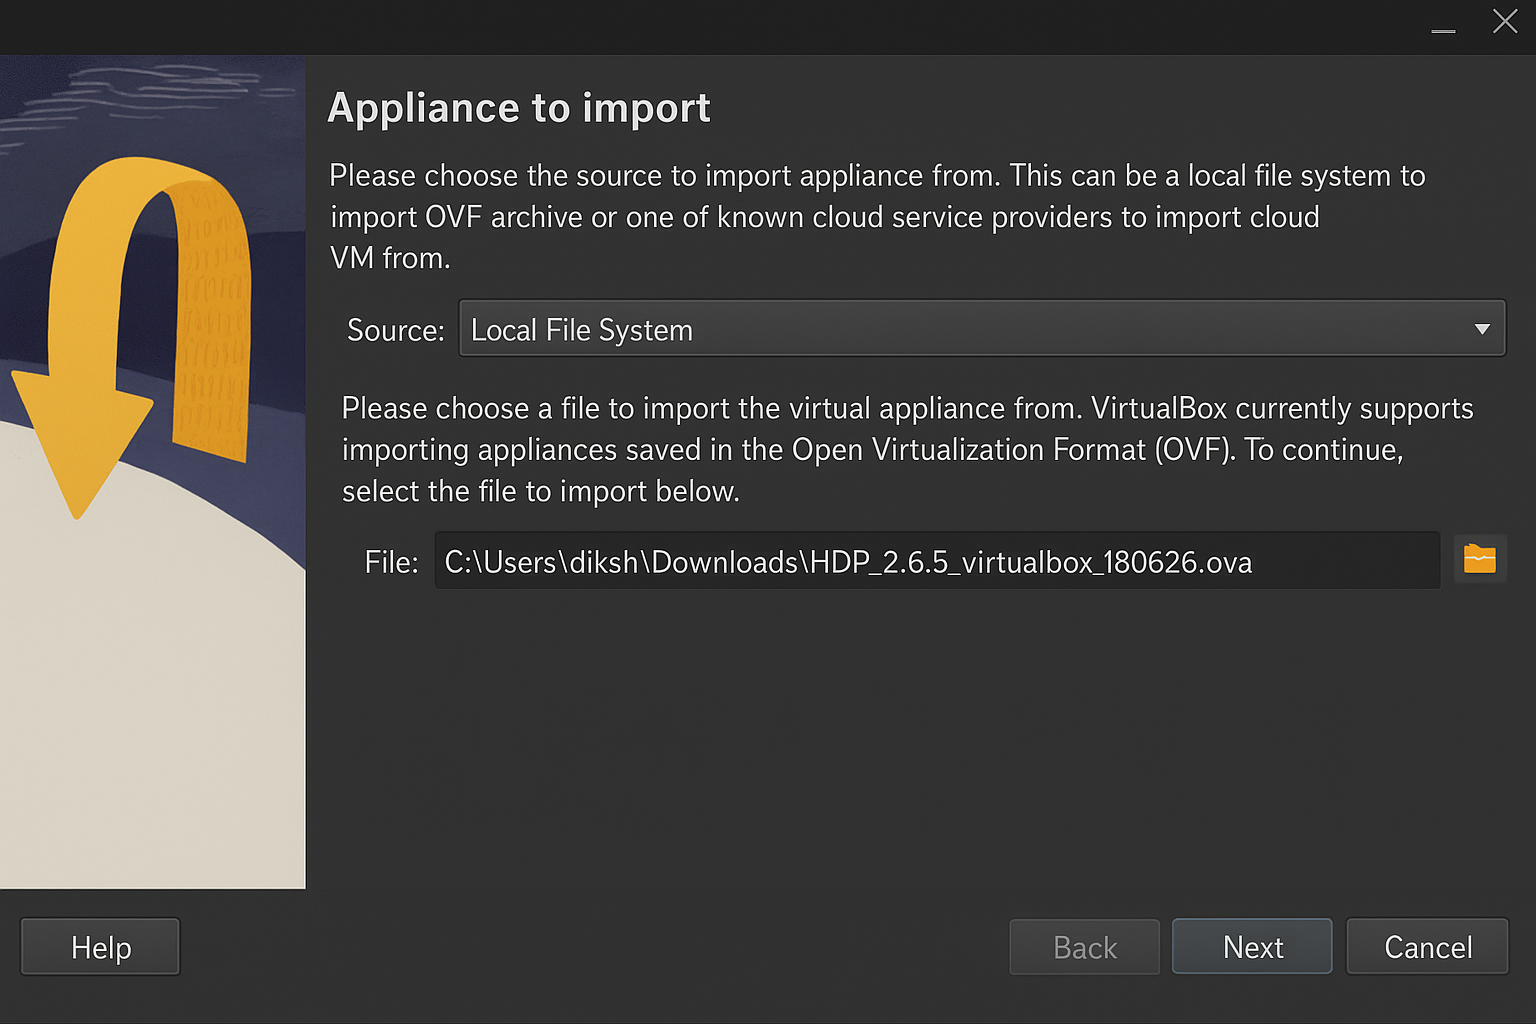 Appliance to import
Please choose the source to import appliance from. This can be a local file system to
import OVF archive or one of known cloud service providers to import cloud
VM from.
Source: Local File System
Please choose a file to import the virtual appliance from. VirtualBox currently supports
importing appliances saved in the Open Virtualization Format (OVF). To continue,
select the file to import below.
File: C:\Users\diksh\Downloads\HDP_2.6.5_virtualbox_180626.ova
Help Back Next Cancel